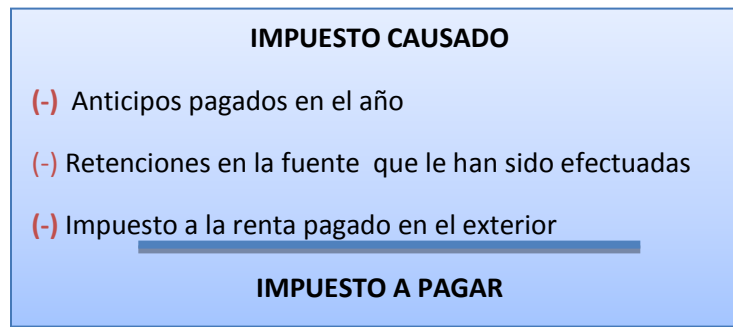 IMPUESTO CAUSADO
(-) Anticipos pagados en el año
(-) Retenciones en la fuente que le han sido efectuadas
(-) Impuesto a la renta pagado en el exterior
IMPUESTO A PAGAR